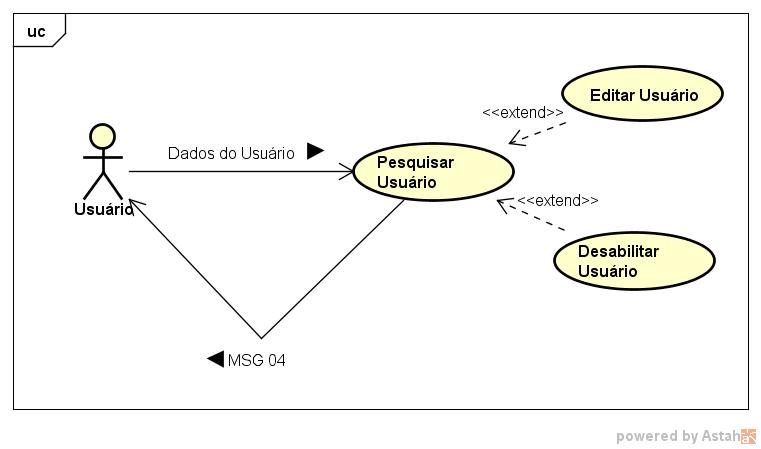 uc
Editar Usuário
<<extend>>
Dados do Usuário
Pesquisar
Usuário
Usuário
<<extend>>
Desabilitar
Usuário
MSG 04
powered by Astah